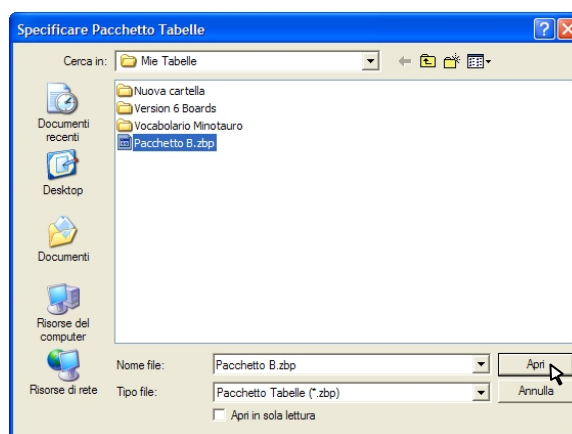 Specificare Pacchetto Tabelle
Cerca in: Mie Tabelle
Nuova cartella
Version 6 Boards
Vocabolario Minotauro
Pacchetto B.zbp
Documenti
recenti
Desktop
Documenti
Risorse del
computer
Risorse di rete
Nome file: Pacchetto B.zbp Apri
Tipo file: Pacchetto Tabelle (*.zbp) Annulla
Apri in sola lettura